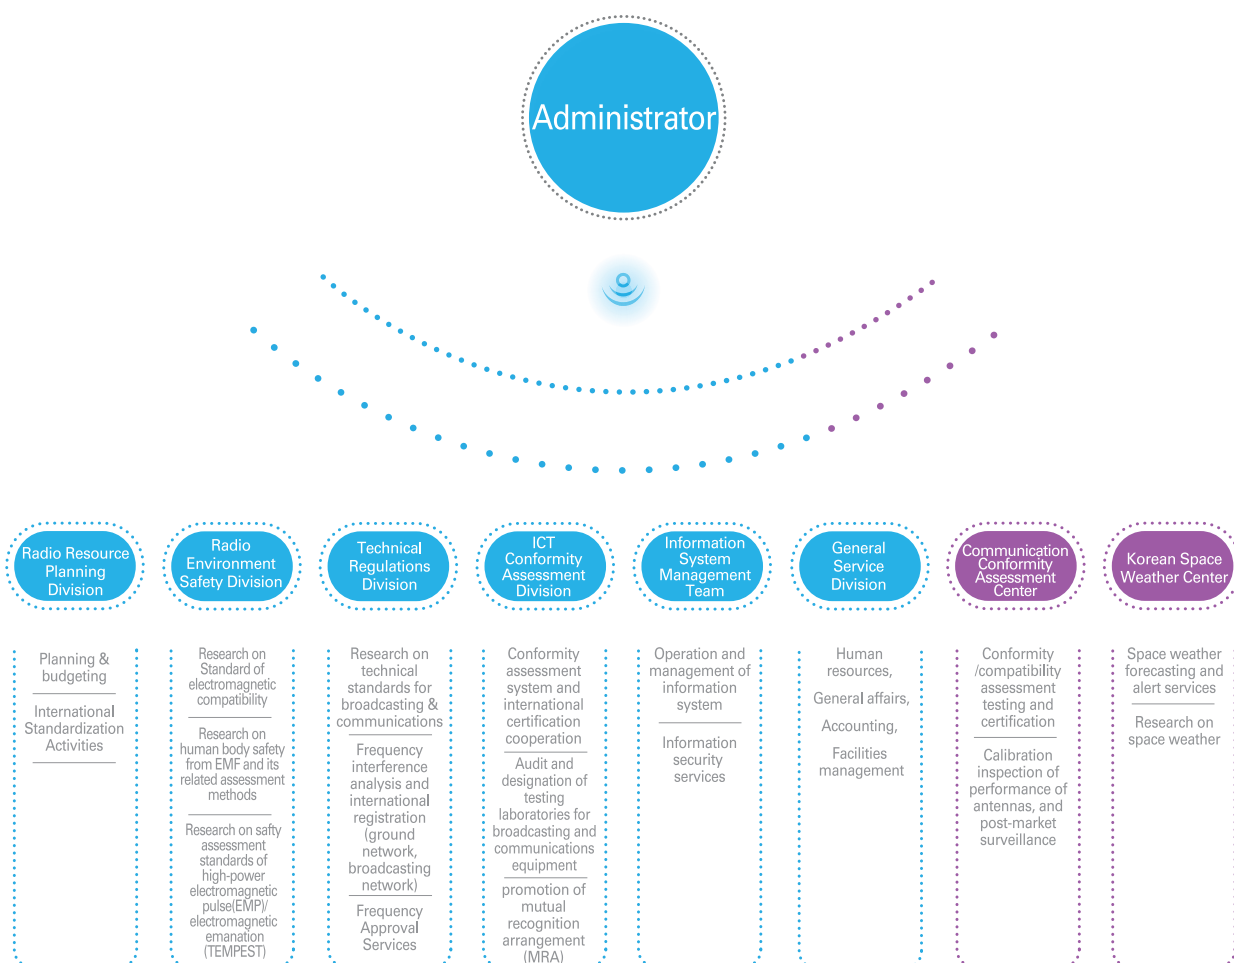 Administrator
Radio Resource
Planning
Division
Radio
Environment
Safety Division
Technical
Regulations
Division
ICT
Conformity
Assessment
Division
Information
System
Management
Team
General
Service
Division
Communication
Conformity
Assessment
Center
Korean Space
Weather Center
Planning &
budgeting
International
Standardization
Activities
Research on
Standard of
electromagnetic
compatibility
Research on
human body safety
from EMF and its
related assessment
methods
Research on safty
assessment
standards of
high-power
electromagnetic
pulse(EMP)/
electromagnetic
emanation
(TEMPEST)
Research on
technical
standards for
broadcasting &
communications
Frequency
interference
analysis and
international
registration
(ground
network,
broadcasting
network)
Frequency
Approval
Services
Conformity
assessment
system and
international
certification
cooperation
Audit and
designation of
testing
laboratories for
broadcasting and
communications
equipment
promotion of
mutual
recognition
arrangement
(MRA)
Operation and
management of
information
system
Information
security
services
Human
resources,
General affairs,
Accounting,
Facilities
management
Conformity
/compatibility
assessment
testing and
certification
Calibration
inspection of
performance of
antennas, and
post-market
surveillance
Space weather
forecasting and
alert services
Research on
space weather